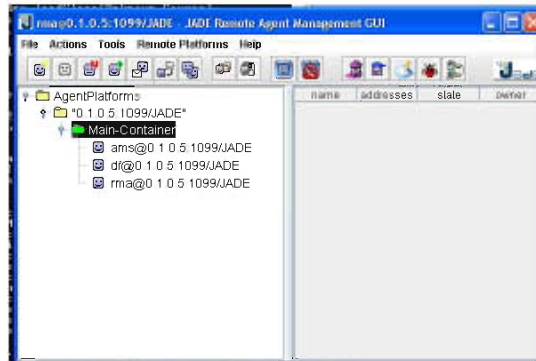 rma@0.1.0.5:1099/JADE - JADE Remote Agent Management GUI
File Actions Tools Remote Platforms Help
AgentPlatforms
"0 1 0 5 1099/JADE"
Main-Container
ams@0 1 0 5 1099/JADE
df@0 1 0 5 1099/JADE
rma@0 1 0 5 1099/JADE
name addresses state owner